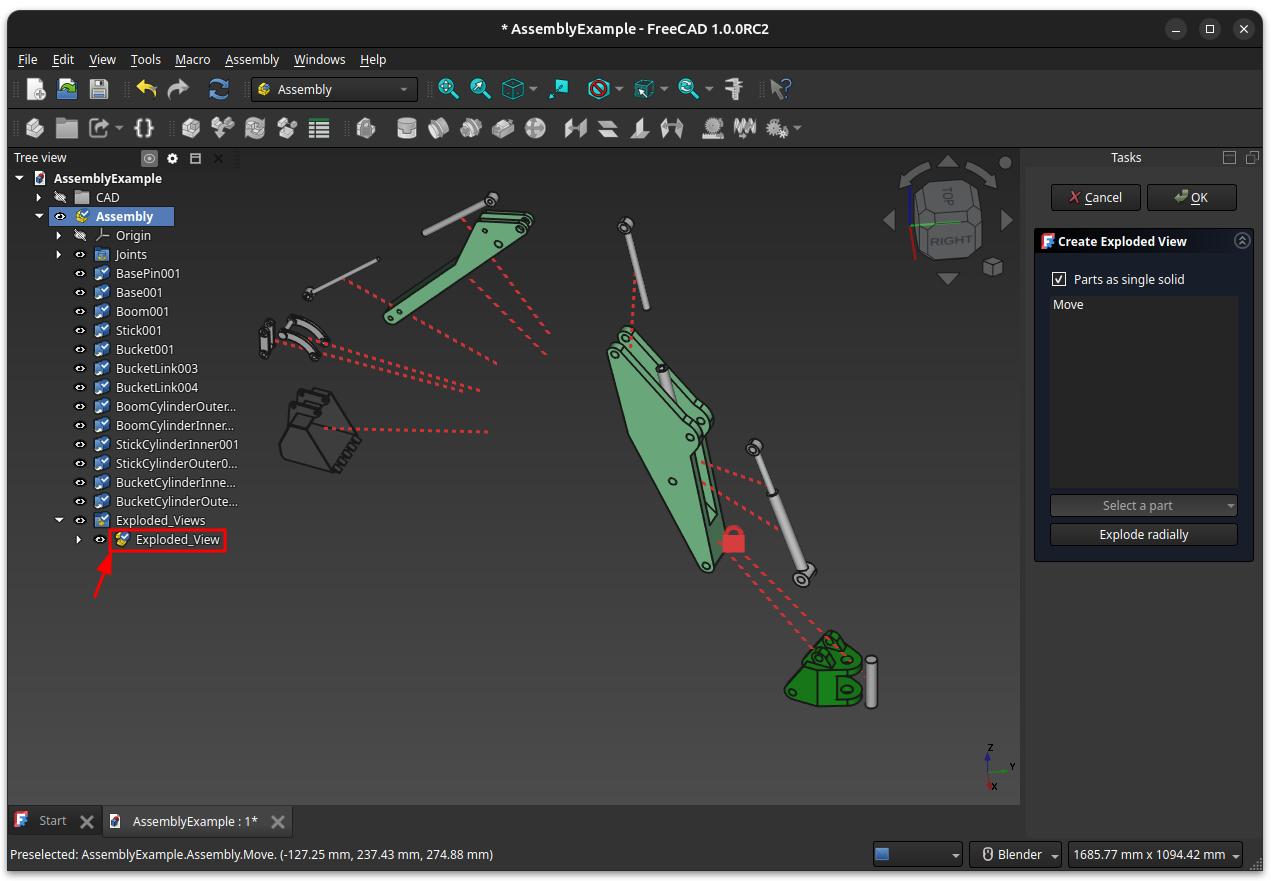 * AssemblyExample - FreeCAD 1.0.0RC2
File Edit View Tools Macro Assembly Windows Help
Assembly
Tree view
AssemblyExample
CAD
Assembly
Origin
Joints
BasePin001
Base001
Boom001
Stick001
Bucket001
BucketLink003
BucketLink004
BoomCylinderOuter...
BoomCylinderInner...
StickCylinderInner001
StickCylinderOuter0...
BucketCylinderInne...
BucketCylinderOute...
Exploded_Views
Exploded_View
TOP
RIGHT
Z
Y
X
Tasks
Cancel
OK
Create Exploded View
Parts as single solid
Move
Select a part
Explode radially
Start
AssemblyExample : 1*
Preselected: AssemblyExample.Assembly.Move. (-127.25 mm, 237.43 mm, 274.88 mm)
Blender
1685.77 mm x 1094.42 mm